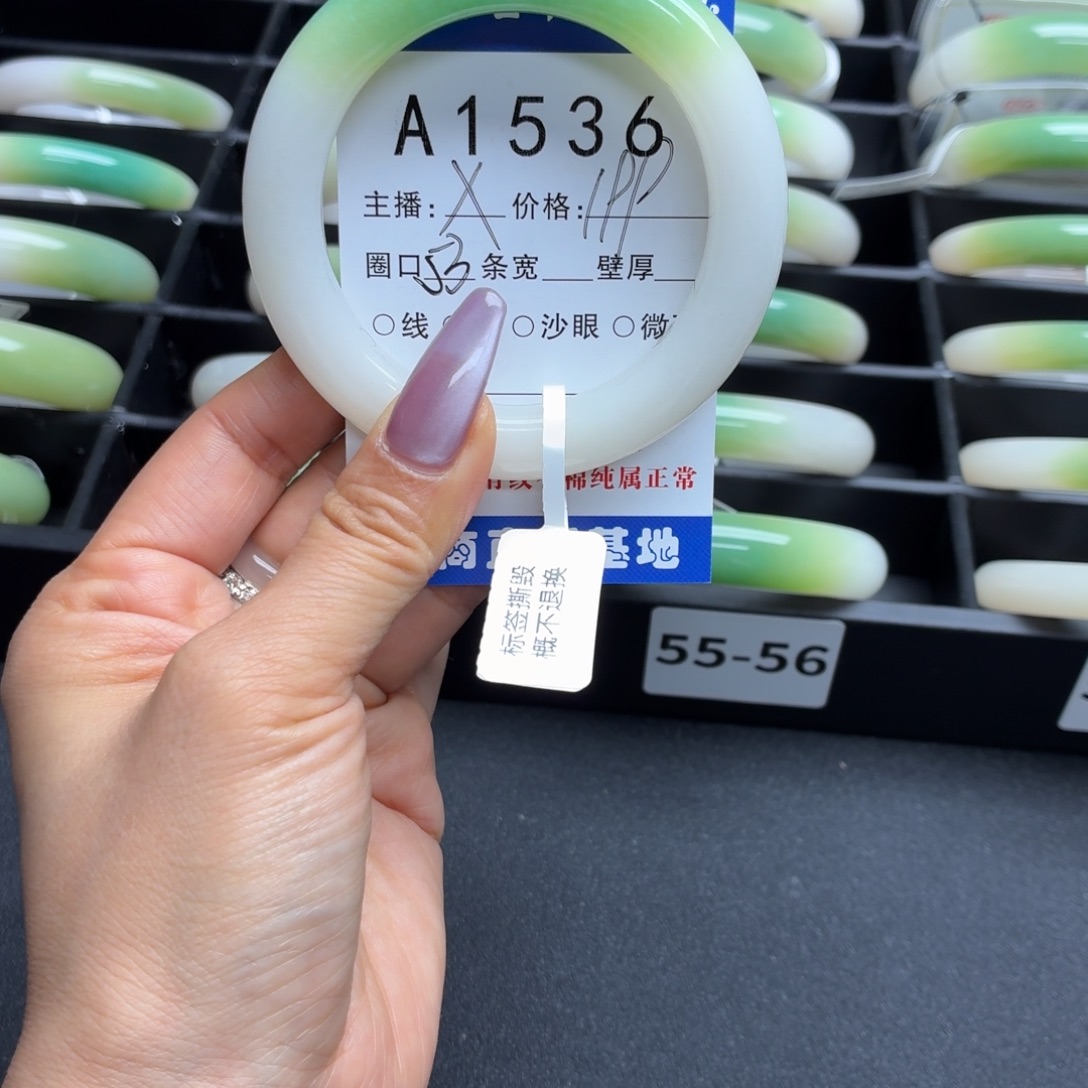 A1536
主播: X 价格: 199
圈口 53 条宽 壁厚
○线 ○沙眼 ○微
棉纯属正常
基地
标签撕毁
概不退换
55-56